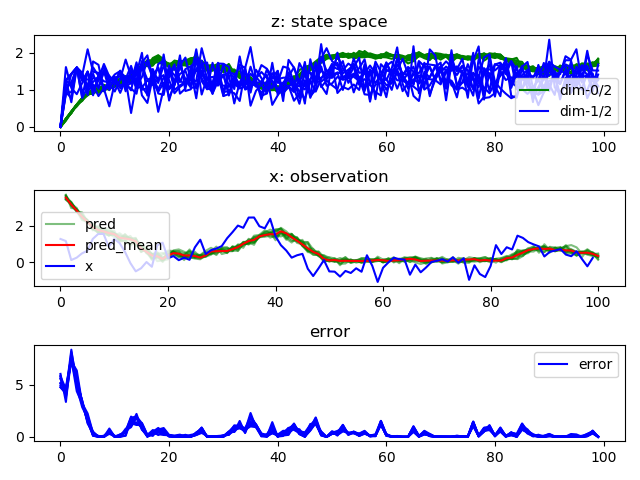 z: state space
2
1
0
dim-0/2
dim-1/2
0 20 40 60 80 100
x: observation
2
0
pred
pred_mean
x
0 20 40 60 80 100
error
5
0
error
0 20 40 60 80 100